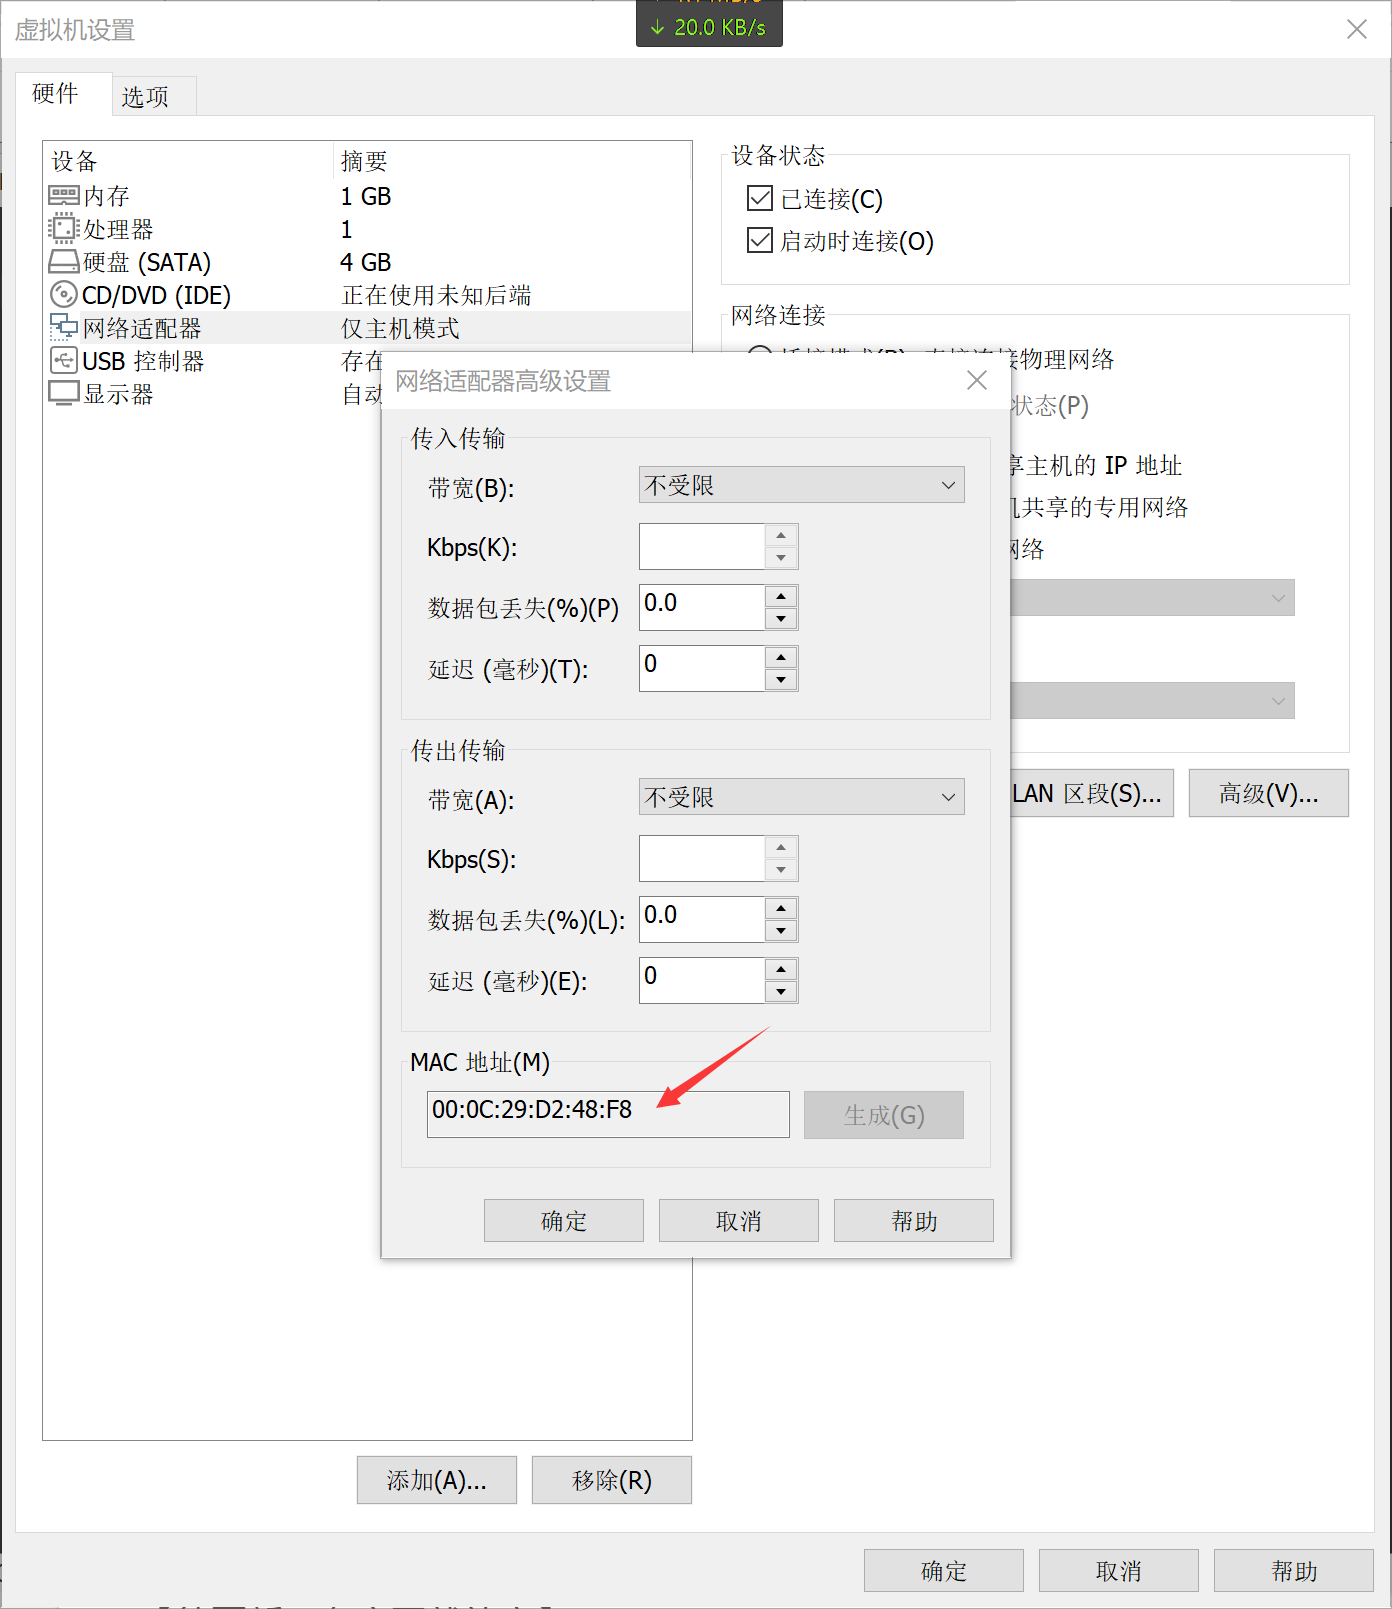 虚拟机设置
↓ 20.0 KB/s
硬件
选项
设备 摘要
内存 1 GB
处理器 1
硬盘 (SATA) 4 GB
CD/DVD (IDE) 正在使用未知后端
网络适配器 仅主机模式
USB 控制器 存在
显示器 自动
设备状态
已连接(C)
启动时连接(O)
网络连接
物理网络
状态(P)
享主机的 IP 地址
机共享的专用网络
网络
LAN 区段(S)...
高级(V)...
网络适配器高级设置
传入传输
带宽(B): 不受限
Kbps(K):
数据包丢失(%)(P) 0.0
延迟 (毫秒)(T): 0
传出传输
带宽(A): 不受限
Kbps(S):
数据包丢失(%)(L): 0.0
延迟 (毫秒)(E): 0
MAC 地址(M)
00:0C:29:D2:48:F8
生成(G)
确定 取消 帮助
添加(A)... 移除(R)
确定 取消 帮助